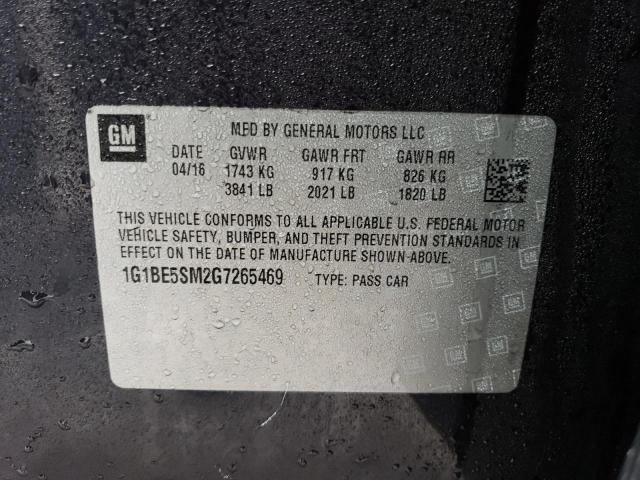 GM
MFD BY GENERAL MOTORS LLC
DATE GVWR GAWR FRT GAWR RR
04/16 1743 KG 917 KG 826 KG
3841 LB 2021 LB 1820 LB
THIS VEHICLE CONFORMS TO ALL APPLICABLE U.S. FEDERAL MOTOR
VEHICLE SAFETY, BUMPER, AND THEFT PREVENTION STANDARDS IN
EFFECT ON THE DATE OF MANUFACTURE SHOWN ABOVE.
1G1BE5SM2G7265469 TYPE: PASS CAR